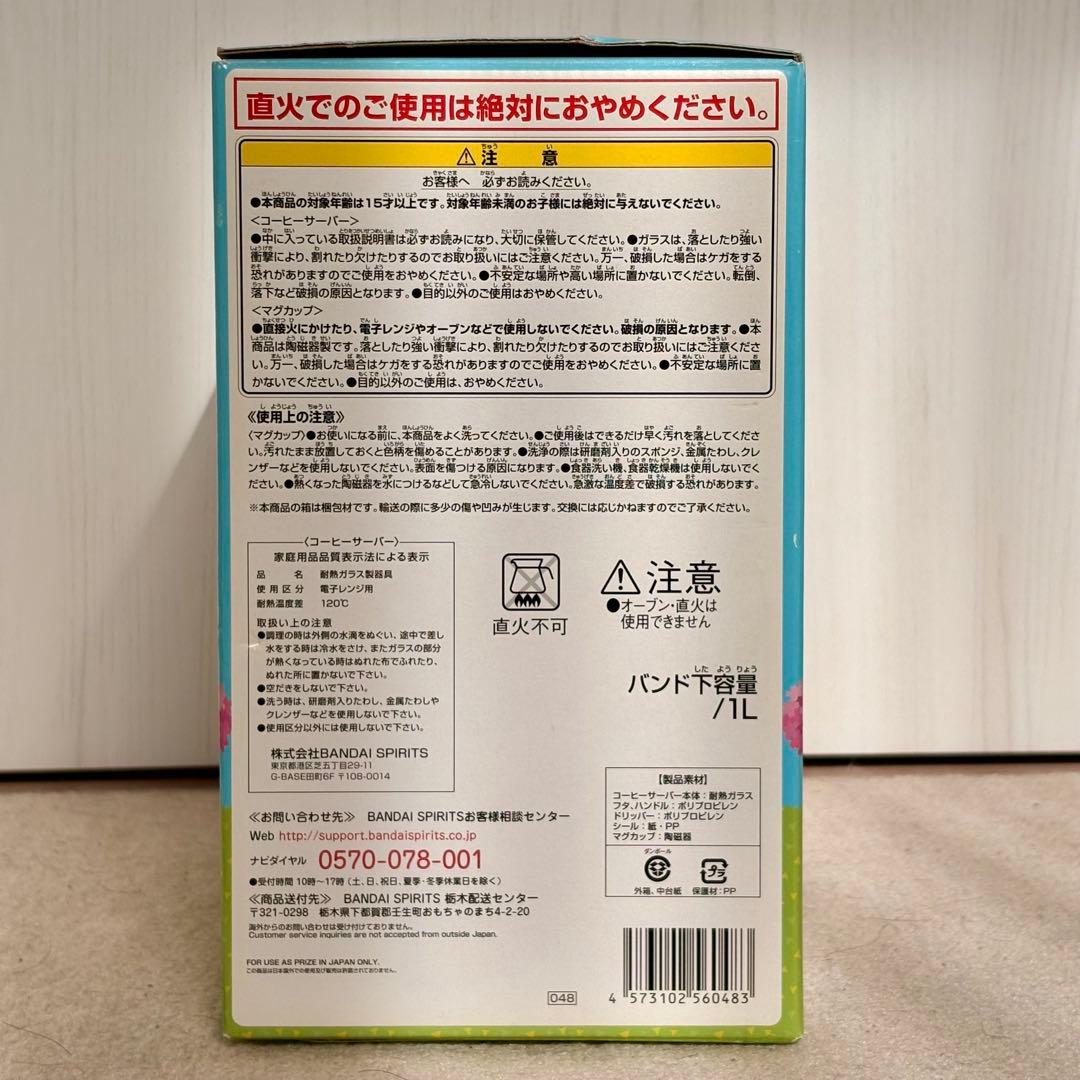 直火でのご使用は絶対におやめください。
⚠注意
お客様へ 必ずお読みください。
●本商品の対象年齢は15才以上です。対象年齢未満のお子様には絶対に与えないでください。
<コーヒーサーバー>
●中に入っている取扱説明書は必ずお読みになり、大切に保管してください。●ガラスは、落としたり強い
衝撃により、割れたり欠けたりするのでお取り扱いにはご注意ください。万一、破損した場合はケガをする
恐れがありますのでご使用をおやめください。●不安定な場所や高い場所に置かないでください。転倒、
落下など破損の原因となります。●目的以外のご使用はおやめください。
<マグカップ>
●直接火にかけたり、電子レンジやオーブンなどで使用しないでください。破損の原因となります。●本
商品は陶磁器製です。落としたり強い衝撃により、割れたり欠けたりするのでお取り扱いにはご注意くださ
い。万一、破損した場合はケガをする恐れがありますのでご使用をおやめください。●不安定な場所に置
かないでください。●目的以外のご使用は、おやめください。
《使用上の注意》
〈マグカップ〉●お使いになる前に、本商品をよく洗ってください。●ご使用後はできるだけ早く汚れを落としてくださ
い。汚れたまま放置しておくと色柄を傷めることがあります。●洗浄の際は研磨剤入りのスポンジ、金属たわし、クレ
ンザーなどを使用しないでください。表面を傷つける原因になります。●食器洗い機、食器乾燥機は使用しないでくだ
さい。●熱くなった陶磁器を水につけるなどして急冷しないでください。急激な温度差で破損する恐れがあります。
※本商品の箱は梱包材です。輸送の際に多少の傷や凹みが生じます。交換には応じかねますのでご了承ください。
〈コーヒーサーバー〉
家庭用品品質表示法による表示
品名 耐熱ガラス製器具
使用区分 電子レンジ用
耐熱温度差 120℃
取扱い上の注意
●調理の時は外側の水滴をぬぐい、途中で差し
水をする時は冷水をさけ、またガラスの部分
が熱くなっている時はぬれた布でふれたり、
ぬれた所に置かないで下さい。
●空だきをしないで下さい。
●洗う時は、研磨剤入りたわし、金属たわしや
クレンザーなどを使用しないで下さい。
●使用区分以外には使用しないで下さい。
株式会社BANDAI SPIRITS
東京都港区芝五丁目29-11
G-BASE田町6F 〒108-0014
直火不可
⚠注意
●オーブン・直火は
使用できません
バンド下容量
/1L
【製品素材】
コーヒーサーバー本体：耐熱ガラス
フタ、ハンドル：ポリプロピレン
ドリッパー：ポリプロピレン
シール：紙・PP
マグカップ：陶磁器
ダンボール
プラ
外箱、中台紙 保護材：PP
≪お問い合わせ先≫ BANDAI SPIRITSお客様相談センター
Web http://support.bandaispirits.co.jp
ナビダイヤル 0570-078-001
●受付時間 10時〜17時（土、日、祝日、夏季・冬季休業日を除く）
≪商品送付先≫ BANDAI SPIRITS 栃木配送センター
〒321-0298 栃木県下都賀郡壬生町おもちゃのまち4-2-20
海外からのお問い合わせは受け付けておりません。
Customer service inquiries are not accepted from outside Japan.
FOR USE AS PRIZE IN JAPAN ONLY.
この商品は日本国外での使用及び販売は許諾されておりません。
048
4 573102 560483